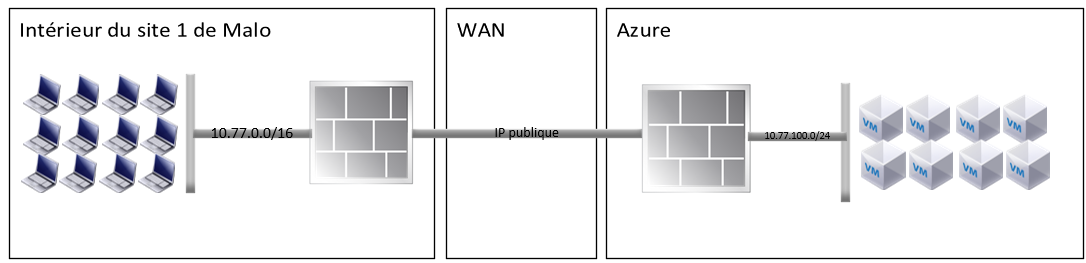 Intérieur du site 1 de Malo
WAN
Azure
10.77.0.0/16
IP publique
10.77.100.0/24
VM VM VM VM
VM VM VM VM